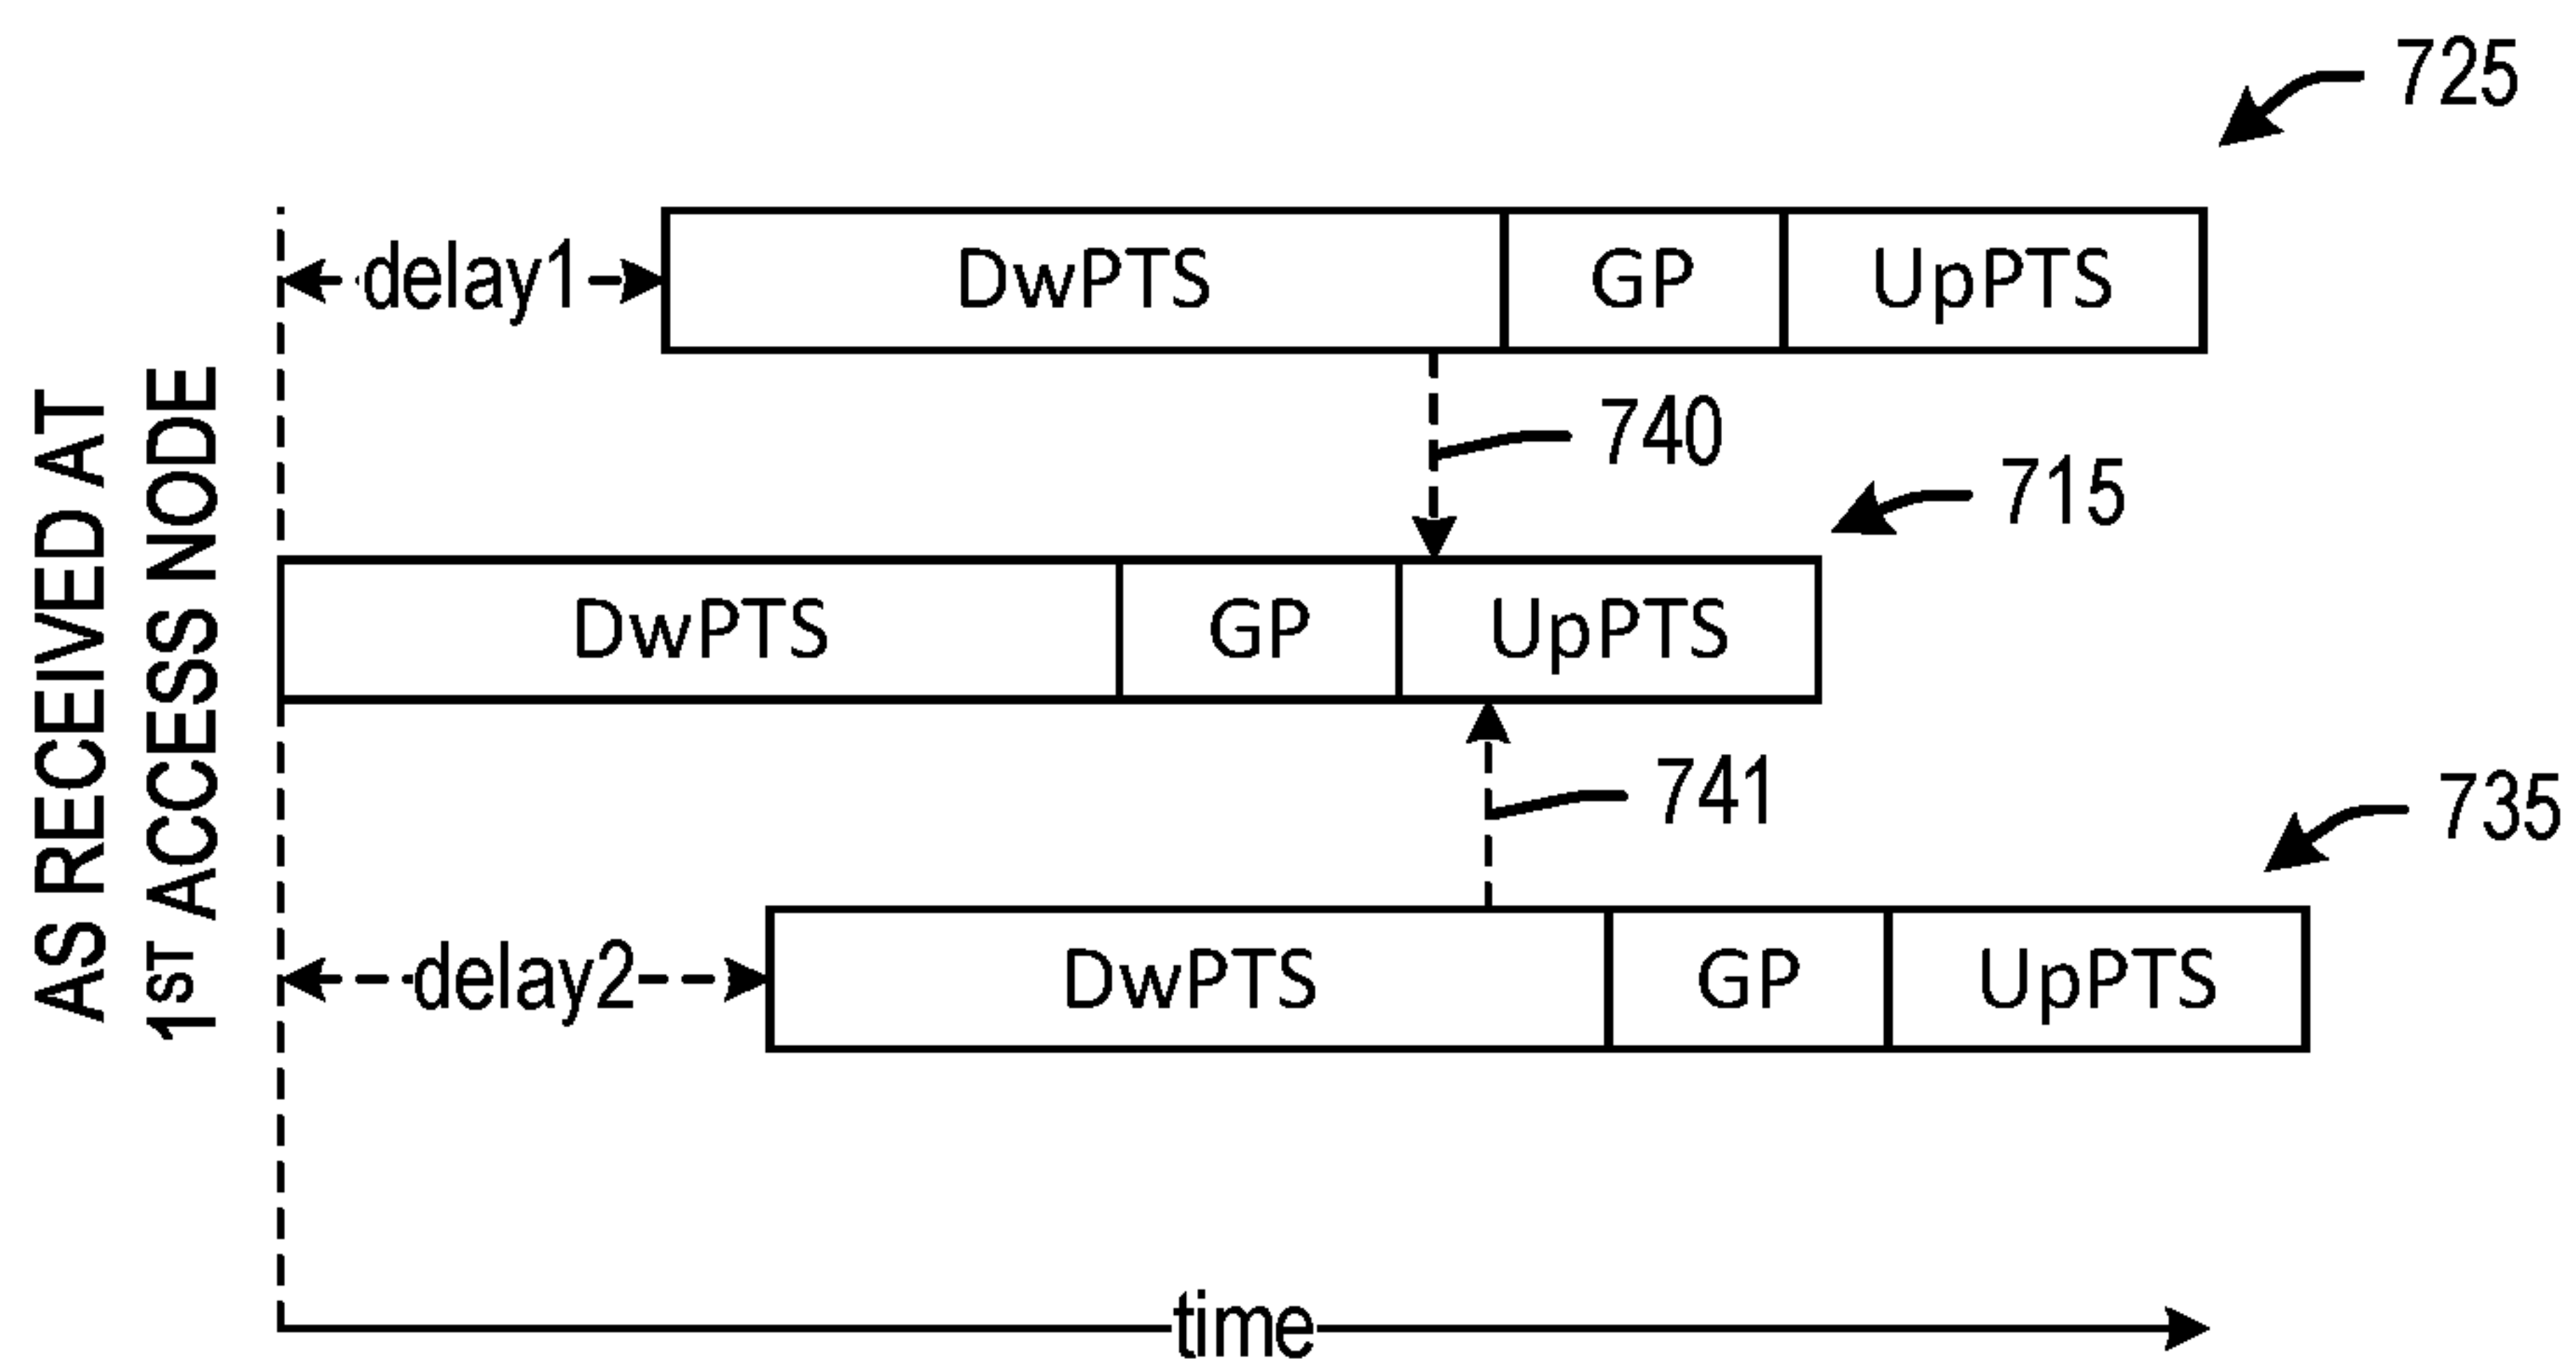 725
delay1
DwPTS GP UpPTS
740
715
AS RECEIVED AT
1ST ACCESS NODE
DwPTS GP UpPTS
741
735
delay2
DwPTS GP UpPTS
time